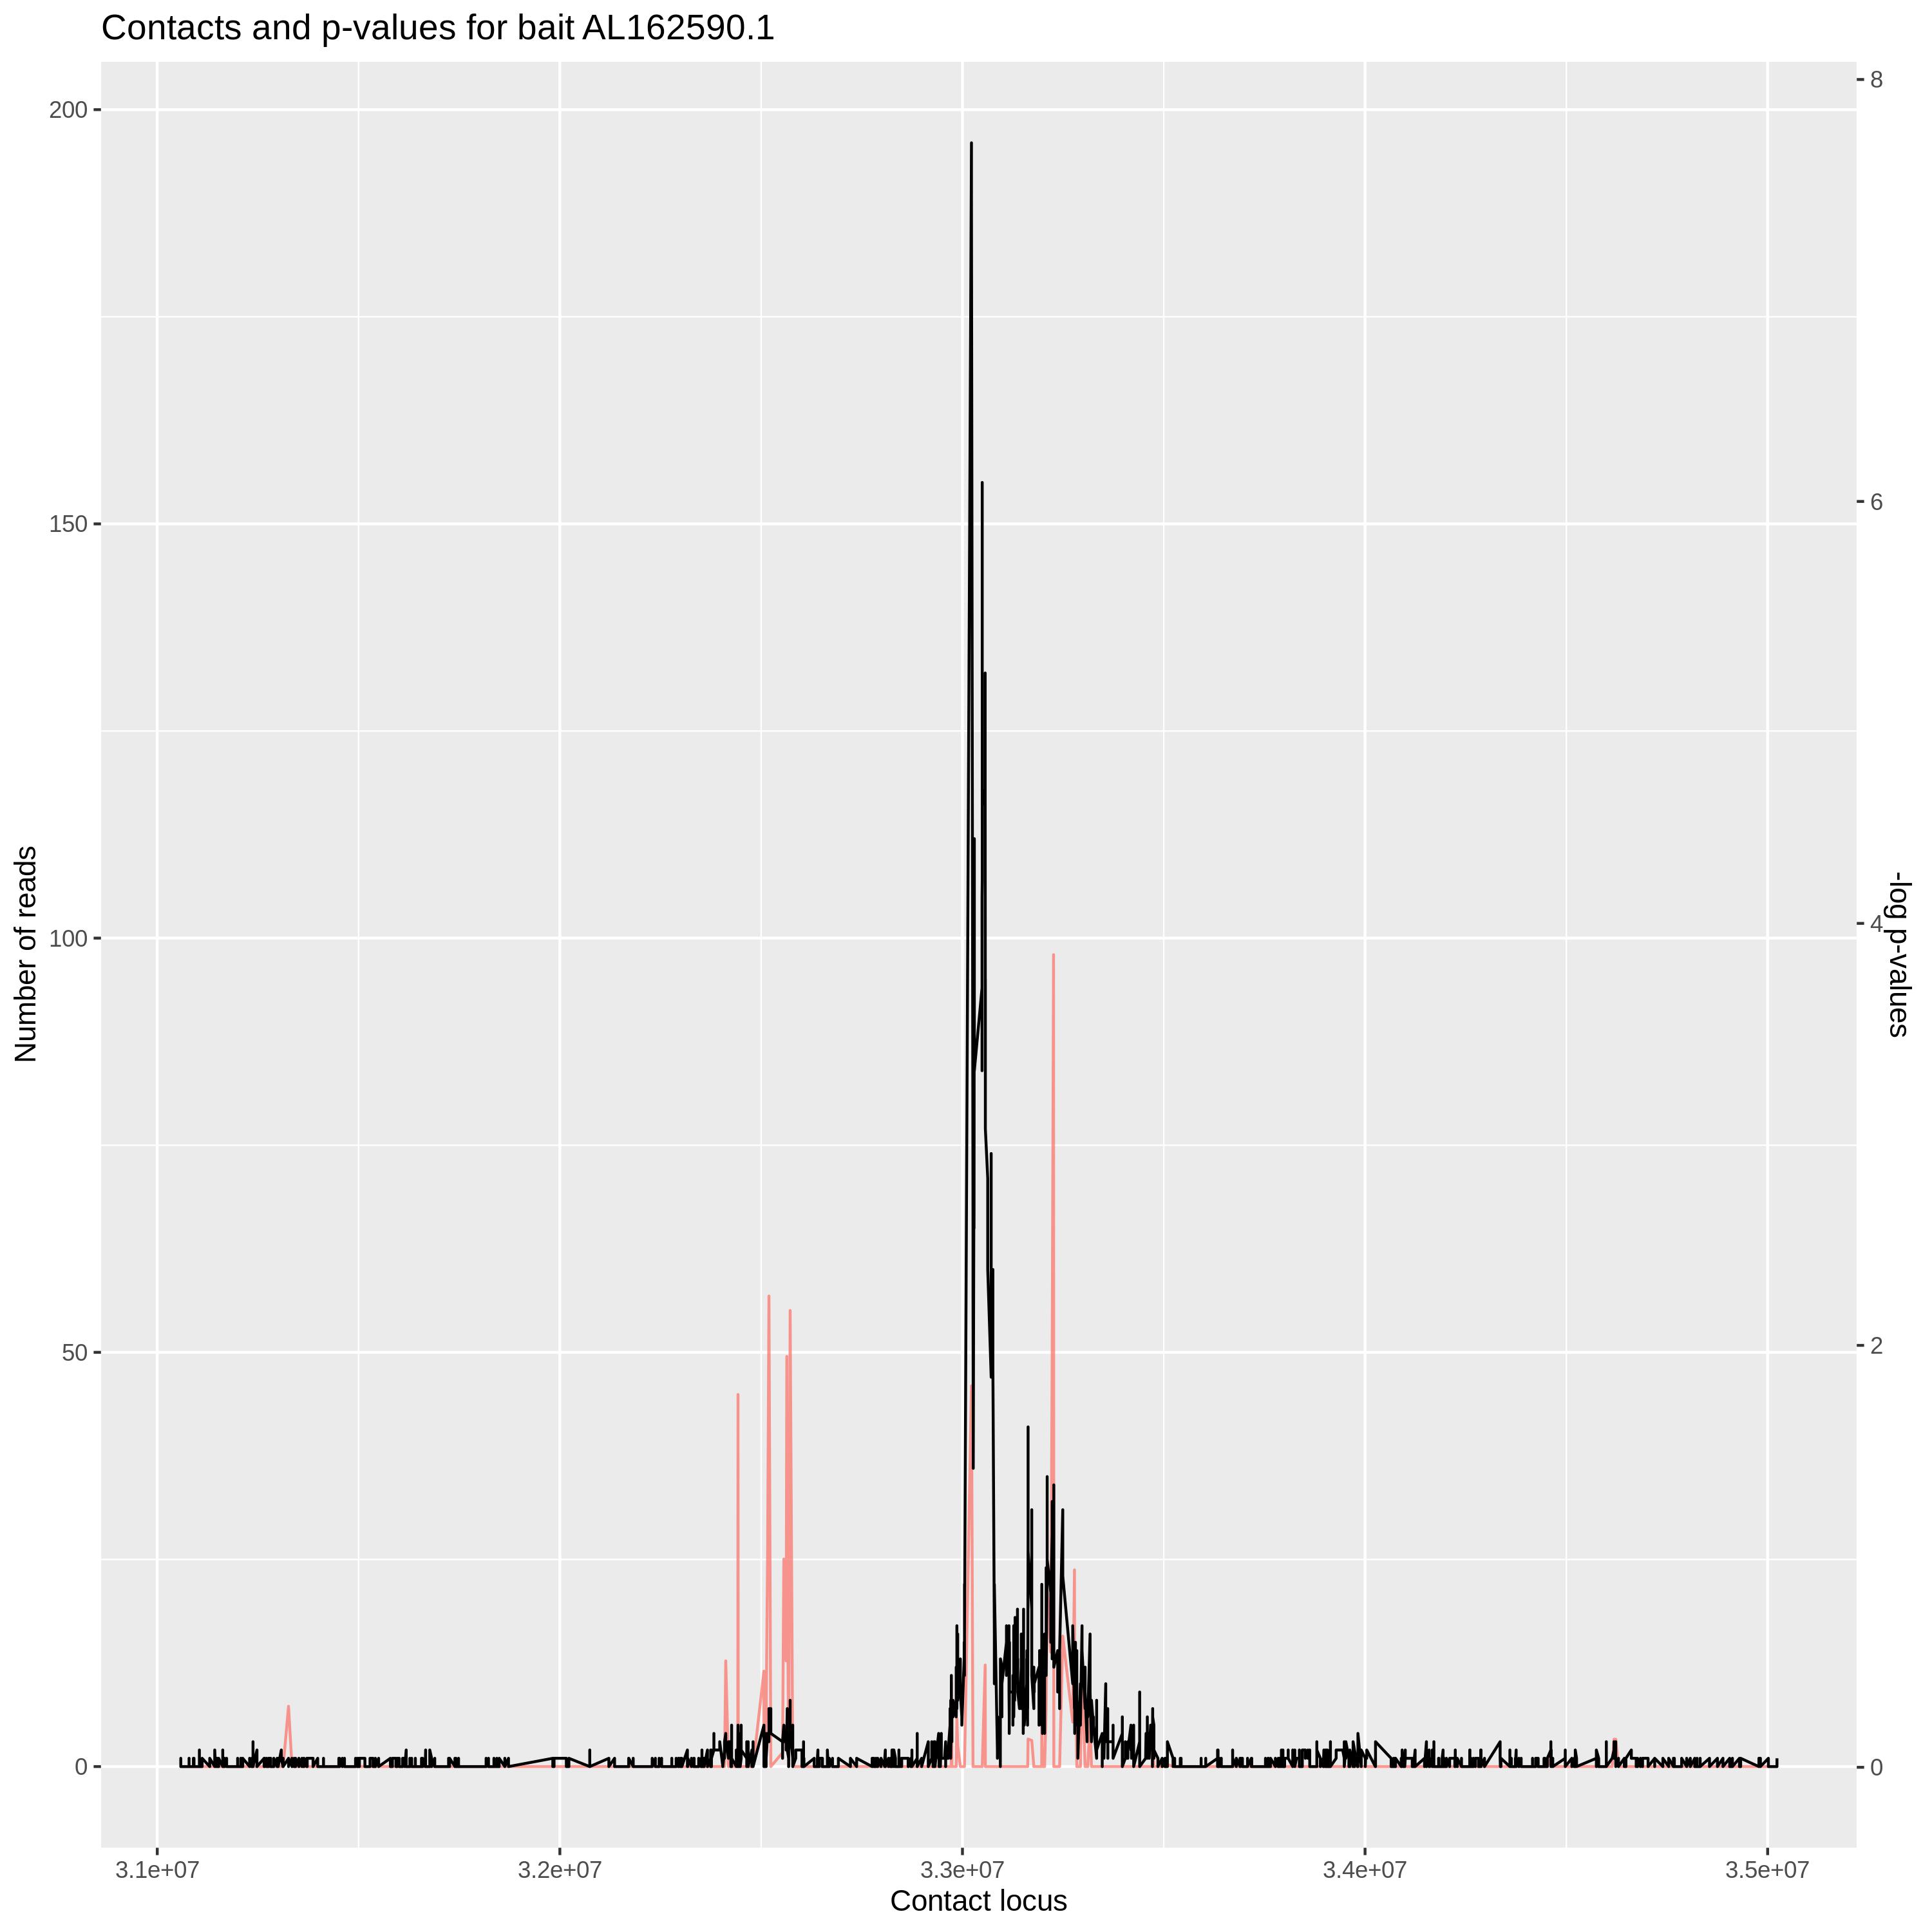 Contacts and p-values for bait AL162590.1
200
150
100
50
0
8
6
4
2
0
Number of reads
-log p-values
3.1e+07 3.2e+07 3.3e+07 3.4e+07 3.5e+07
Contact locus